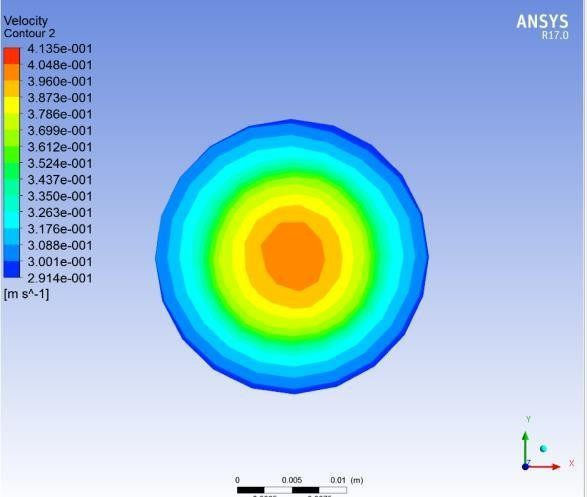 Velocity
Contour 2
4.135e-001
4.048e-001
3.960e-001
3.873e-001
3.786e-001
3.699e-001
3.612e-001
3.524e-001
3.437e-001
3.350e-001
3.263e-001
3.176e-001
3.088e-001
3.001e-001
2.914e-001
[m s^-1]
ANSYS
R17.0
Y
Z
X
0 0.005 0.01 (m)